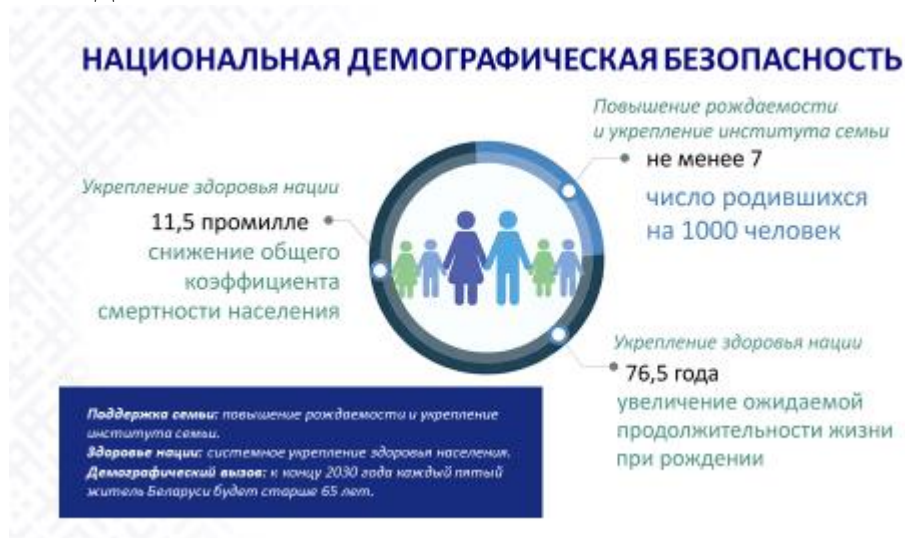 НАЦИОНАЛЬНАЯ ДЕМОГРАФИЧЕСКАЯ БЕЗОПАСНОСТЬ
Повышение рождаемости
и укрепление института семьи
не менее 7
число родившихся
на 1000 человек
Укрепление здоровья нации
11,5 промилле
снижение общего
коэффициента
смертности населения
Укрепление здоровья нации
76,5 года
увеличение ожидаемой
продолжительности жизни
при рождении
Поддержка семьи: повышение рождаемости и укрепление
института семьи.
Здоровье нации: системное укрепление здоровья населения.
Демографический вызов: к концу 2030 года каждый пятый
житель Беларуси будет старше 65 лет.